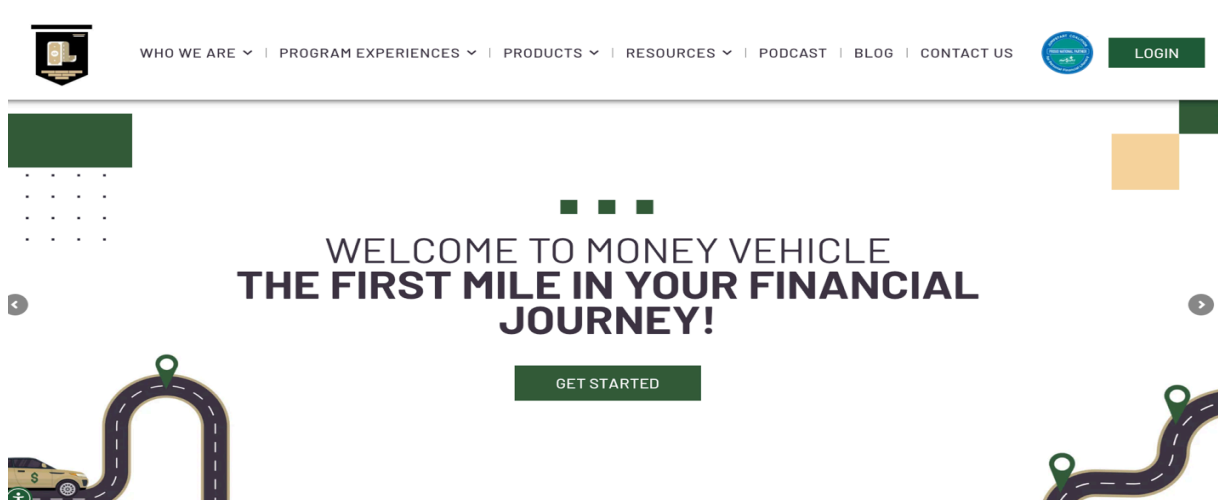 WHO WE ARE
PROGRAM EXPERIENCES
PRODUCTS
RESOURCES
PODCAST
BLOG
CONTACT US
LOGIN
WELCOME TO MONEY VEHICLE
THE FIRST MILE IN YOUR FINANCIAL
JOURNEY!
GET STARTED
$